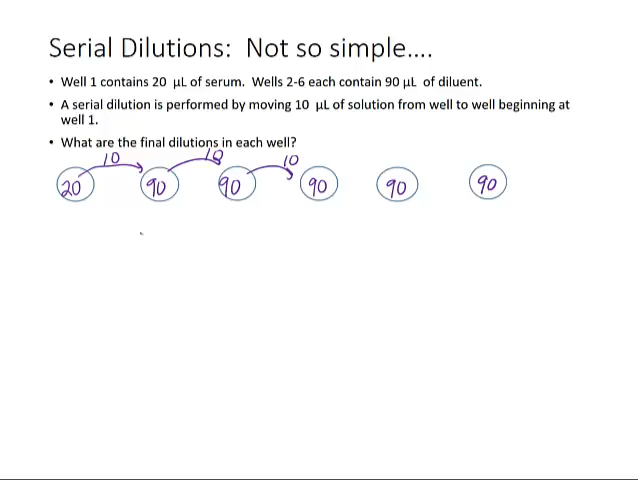 Serial Dilutions: Not so simple….
• Well 1 contains 20 µL of serum. Wells 2-6 each contain 90 µL of diluent.
• A serial dilution is performed by moving 10 µL of solution from well to well beginning at
well 1.
• What are the final dilutions in each well?
10 10 10
20 90 90 90 90 90